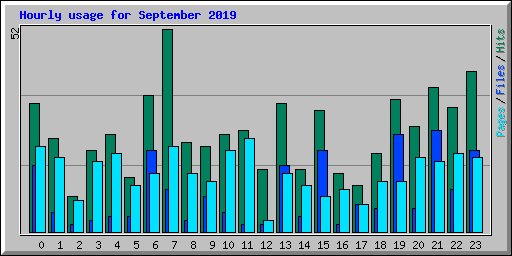 Hourly usage for September 2019
52
Pages / Files / Hits
0 1 2 3 4 5 6 7 8 9 10 11 12 13 14 15 16 17 18 19 20 21 22 23